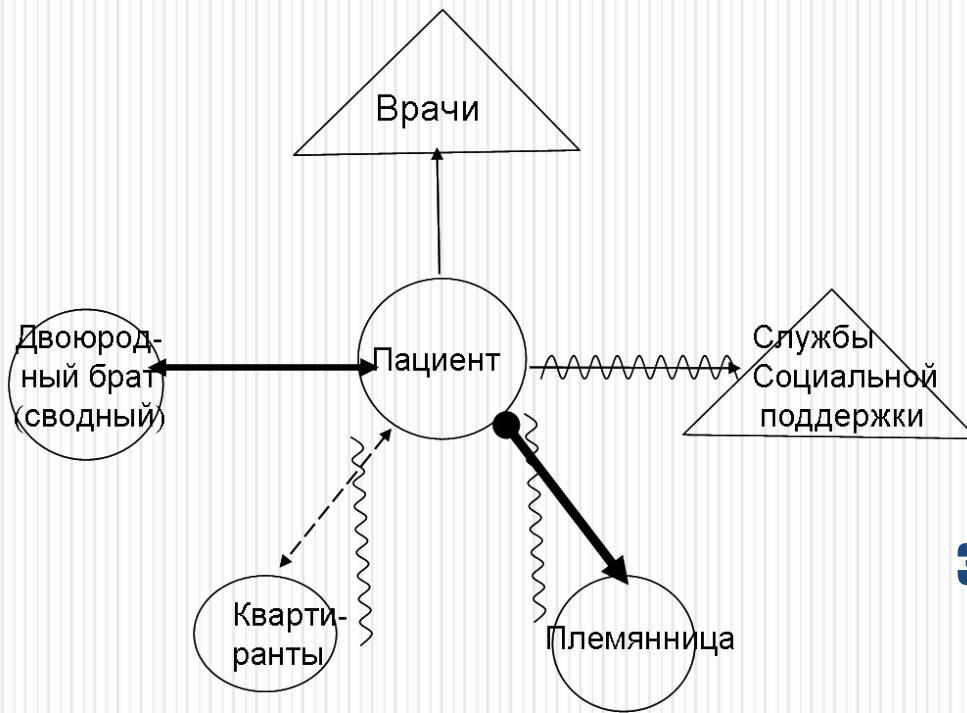 Врачи
Двоюрод-
ный брат
(сводный)
Пациент
Службы
Социальной
поддержки
Кварти-
ранты
Племянница